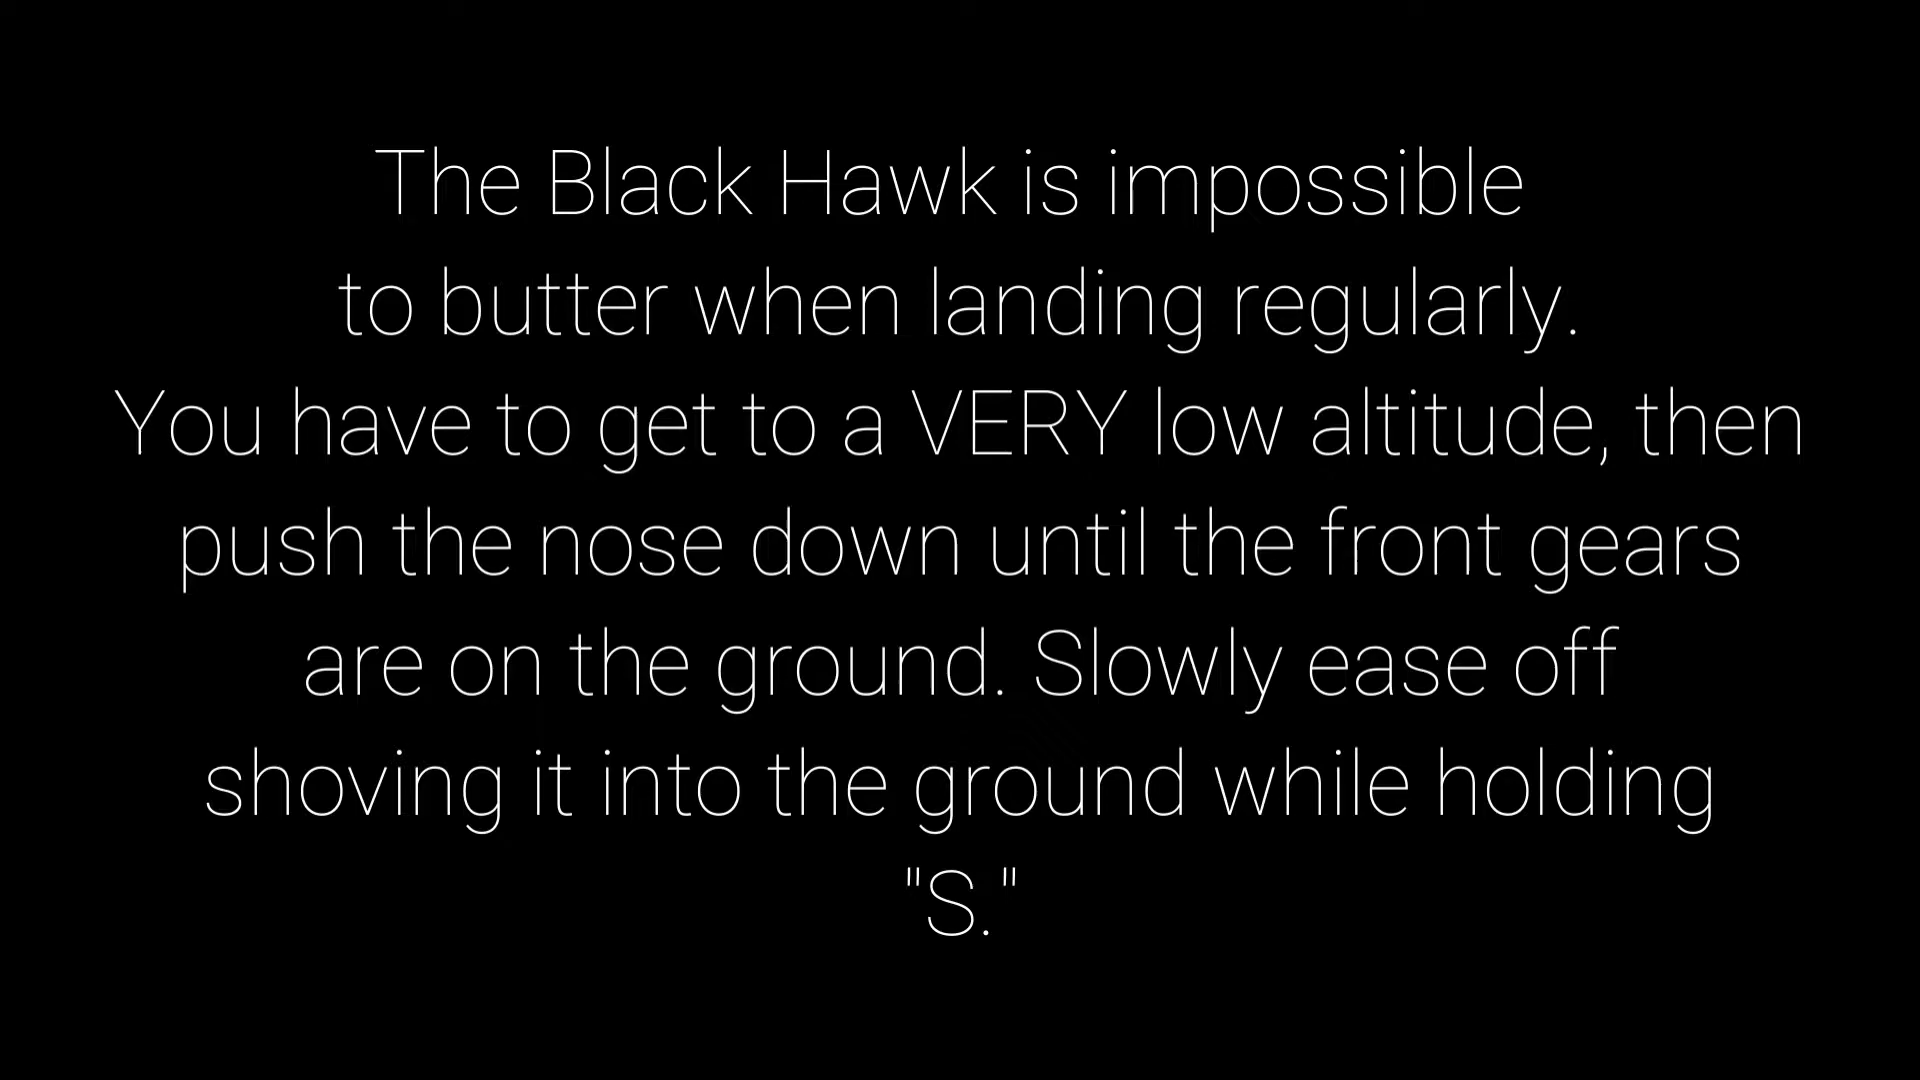 The Black Hawk is impossible
to butter when landing regularly.
You have to get to a VERY low altitude, then
push the nose down until the front gears
are on the ground. Slowly ease off
shoving it into the ground while holding
"S."